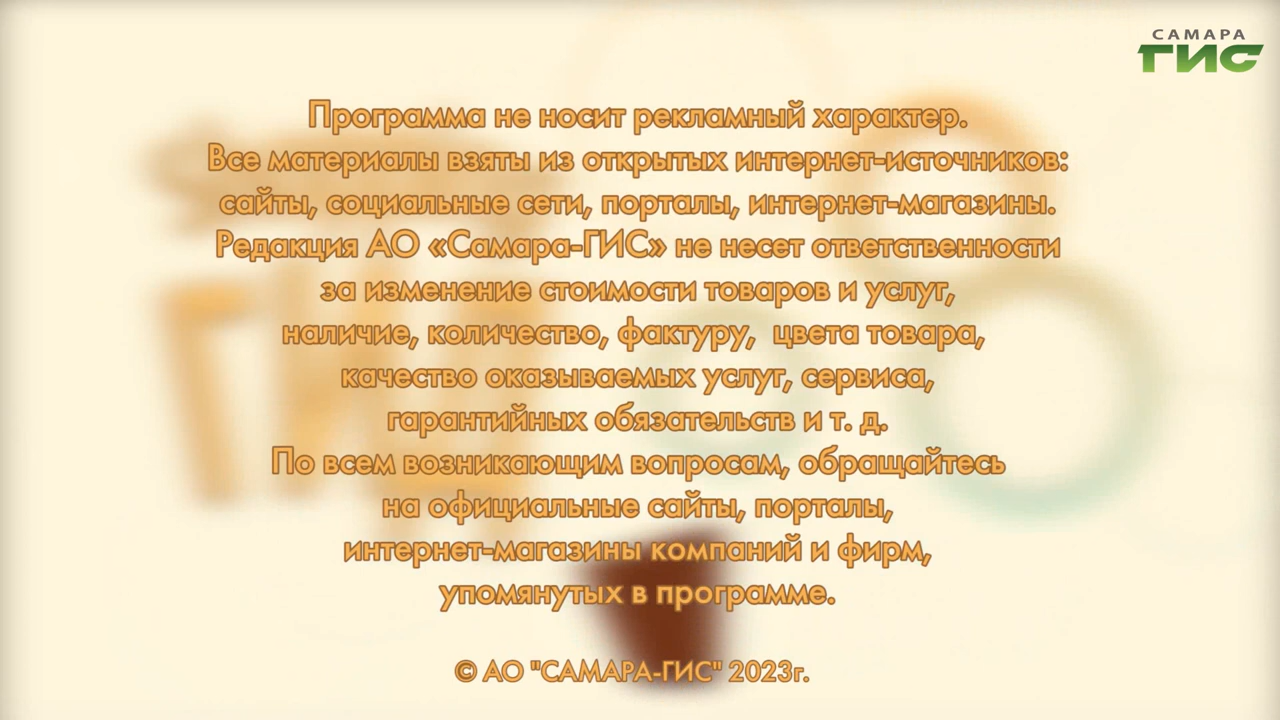 САМАРА
ГИС
Программа не носит рекламный характер.
Все материалы взяты из открытых интернет-источников:
сайты, социальные сети, порталы, интернет-магазины.
Редакция АО «Самара-ГИС» не несет ответственности
за изменение стоимости товаров и услуг,
наличие, количество, фактуру, цвета товара,
качество оказываемых услуг, сервиса,
гарантийных обязательств и т. д.
По всем возникающим вопросам, обращайтесь
на официальные сайты, порталы,
интернет-магазины компаний и фирм,
упомянутых в программе.
© АО "САМАРА-ГИС" 2023г.